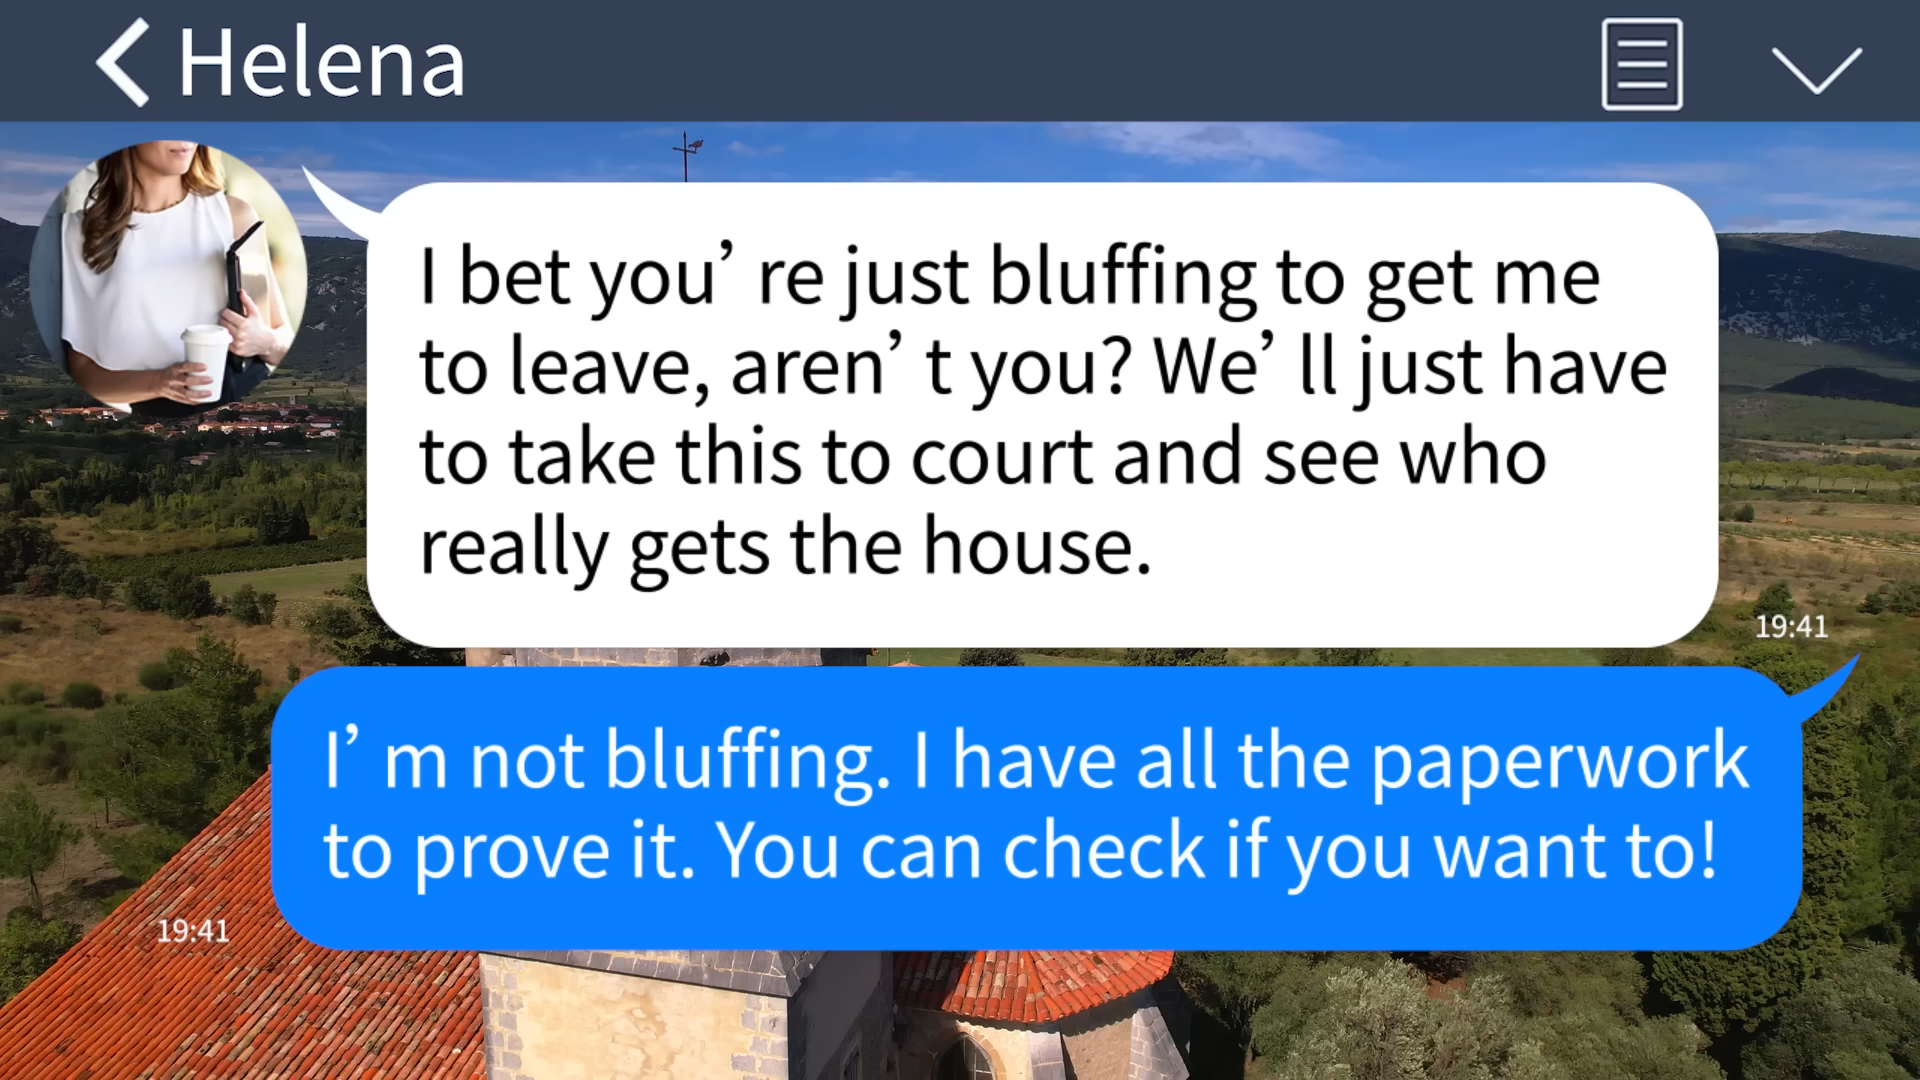 Helena
I bet you’re just bluffing to get me
to leave, aren’t you? We’ll just have
to take this to court and see who
really gets the house.
19:41
I’m not bluffing. I have all the paperwork
to prove it. You can check if you want to!
19:41